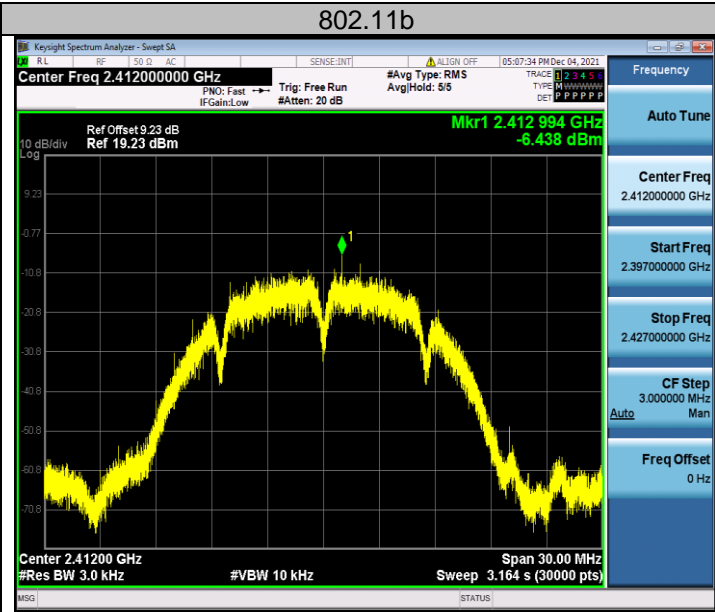 802.11b
Keysight Spectrum Analyzer - Swept SA
RL RF 50 Ω AC SENSE:INT ALIGN OFF 05:07:34 PM Dec 04, 2021
Center Freq 2.412000000 GHz
PNO: Fast
IFGain:Low
Trig: Free Run
#Atten: 20 dB
#Avg Type: RMS
Avg|Hold: 5/5
TRACE 1 2 3 4 5 6
TYPE M WWWWW
DET P P P P P P
Frequency
Mkr1 2.412 994 GHz
-6.438 dBm
Ref Offset 9.23 dB
10 dB/div Ref 19.23 dBm
Log
9.23
-0.77
-10.8
-20.8
-30.8
-40.8
-50.8
-60.8
-70.8
1
Center 2.41200 GHz Span 30.00 MHz
#Res BW 3.0 kHz #VBW 10 kHz Sweep 3.164 s (30000 pts)
MSG STATUS
Auto Tune
Center Freq
2.412000000 GHz
Start Freq
2.397000000 GHz
Stop Freq
2.427000000 GHz
CF Step
3.000000 MHz
Auto Man
Freq Offset
0 Hz